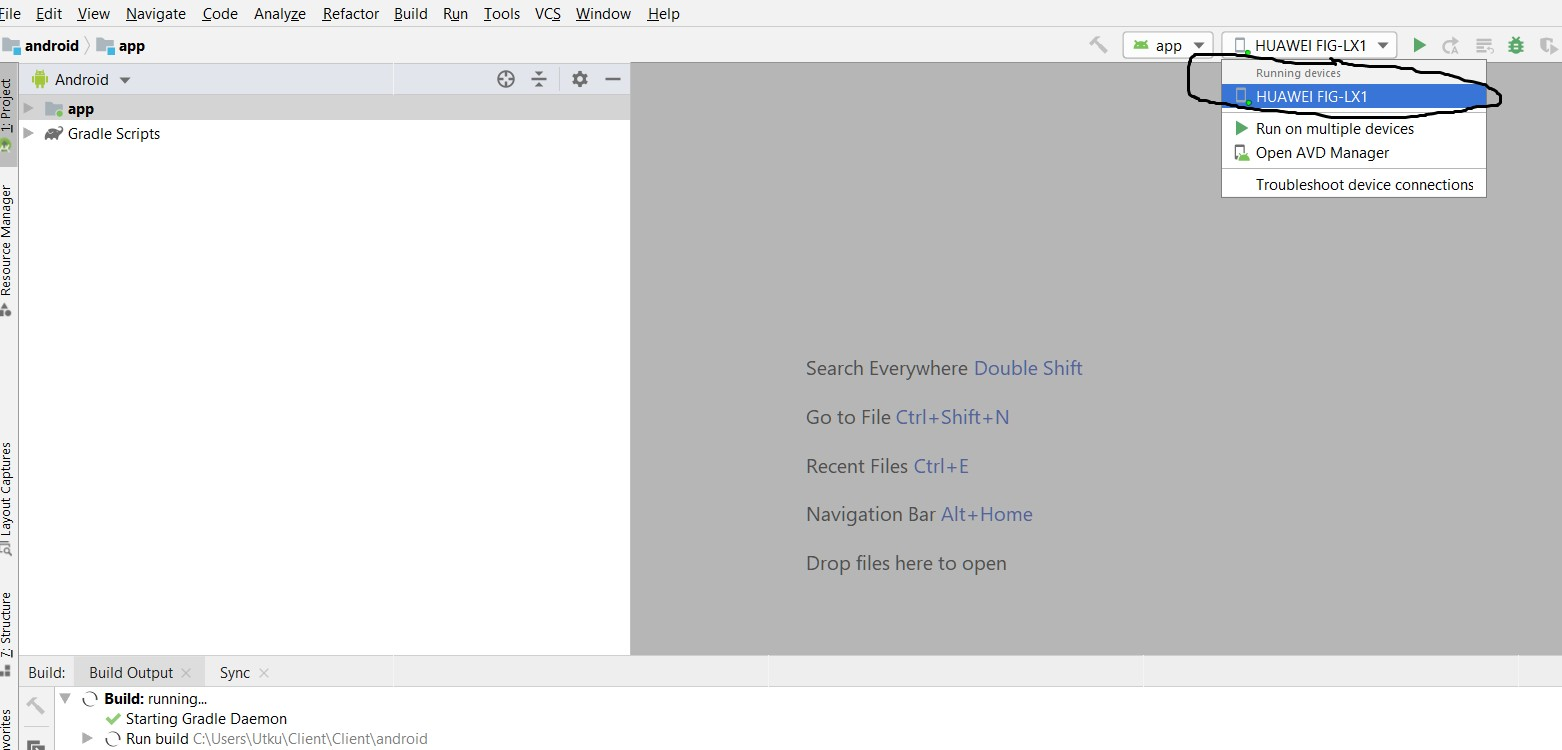 File Edit View Navigate Code Analyze Refactor Build Run Tools VCS Window Help
android app
app
HUAWEI FIG-LX1
Running devices
HUAWEI FIG-LX1
Run on multiple devices
Open AVD Manager
Troubleshoot device connections
Android
app
Gradle Scripts
1: Project
Resource Manager
Layout Captures
7: Structure
avorites
Search Everywhere Double Shift
Go to File Ctrl+Shift+N
Recent Files Ctrl+E
Navigation Bar Alt+Home
Drop files here to open
Build: Build Output Sync
Build: running...
Starting Gradle Daemon
Run build C:\Users\Utku\Client\Client\android